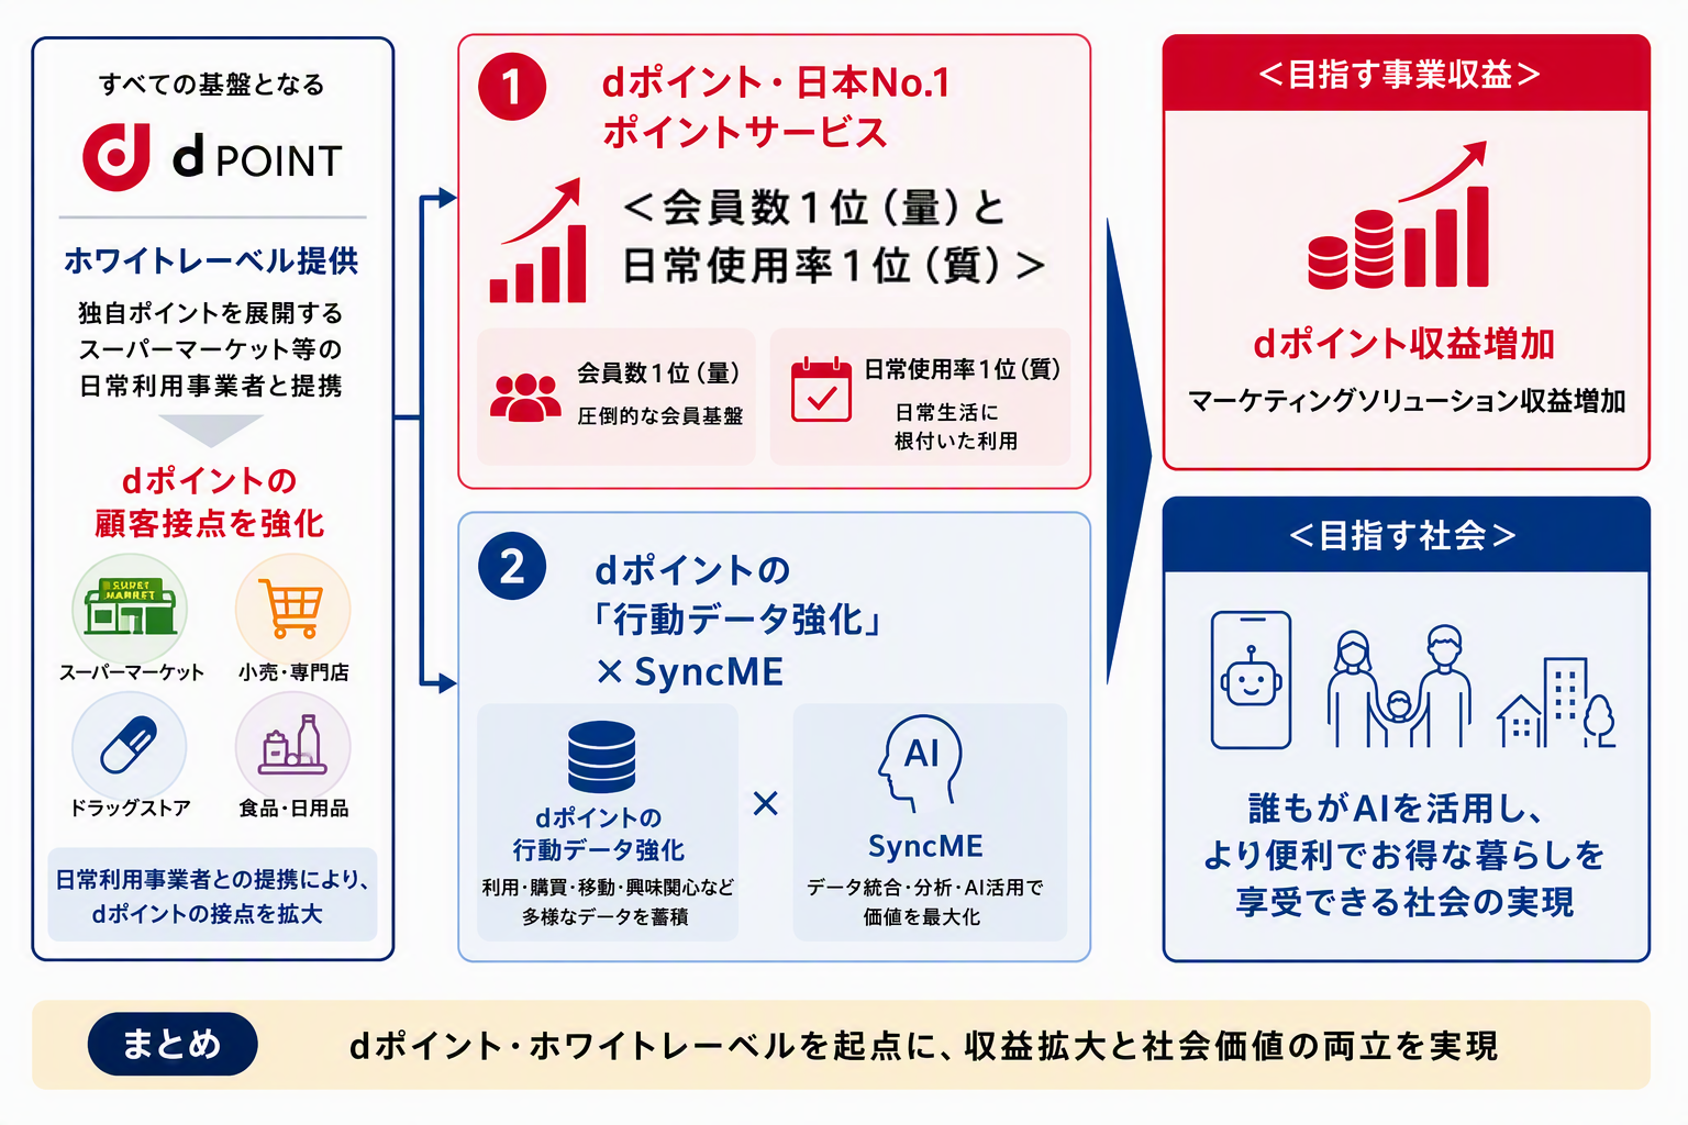 すべての基盤となる
d POINT
ホワイトレーベル提供
独自ポイントを展開する
スーパーマーケット等の
日常利用事業者と提携
dポイントの
顧客接点を強化
SUPET
MARRET
スーパーマーケット
小売・専門店
ドラッグストア
食品・日用品
日常利用事業者との提携により、
dポイントの接点を拡大
1
dポイント・日本No.1
ポイントサービス
＜会員数1位（量）と
日常使用率1位（質）＞
会員数1位（量）
圧倒的な会員基盤
日常使用率1位（質）
日常生活に
根付いた利用
2
dポイントの
「行動データ強化」
× SyncME
dポイントの
行動データ強化
利用・購買・移動・興味関心など
多様なデータを蓄積
×
AI
SyncME
データ統合・分析・AI活用で
価値を最大化
＜目指す事業収益＞
dポイント収益増加
マーケティングソリューション収益増加
＜目指す社会＞
誰もがAIを活用し、
より便利でお得な暮らしを
享受できる社会の実現
まとめ
dポイント・ホワイトレーベルを起点に、収益拡大と社会価値の両立を実現